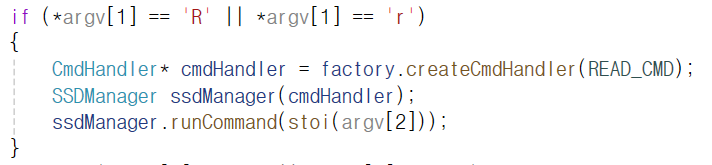 if (*argv[1] == 'R' || *argv[1] == 'r')
{
CmdHandler* cmdHandler = factory.createCmdHandler(READ_CMD);
SSDManager ssdManager(cmdHandler);
ssdManager.runCommand(stoi(argv[2]));
}